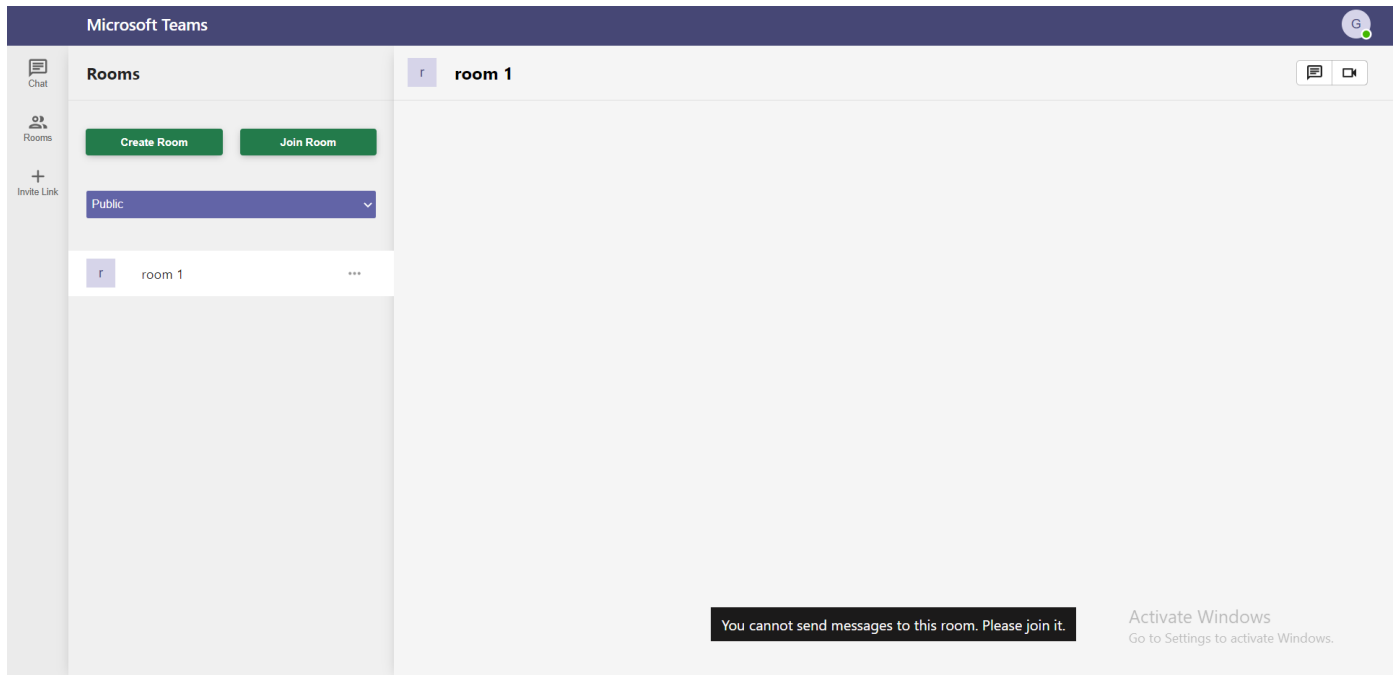 Microsoft Teams
G
Chat
Rooms
Invite Link
Rooms
Create Room
Join Room
Public
r
room 1
r
room 1
You cannot send messages to this room. Please join it.
Activate Windows
Go to Settings to activate Windows.